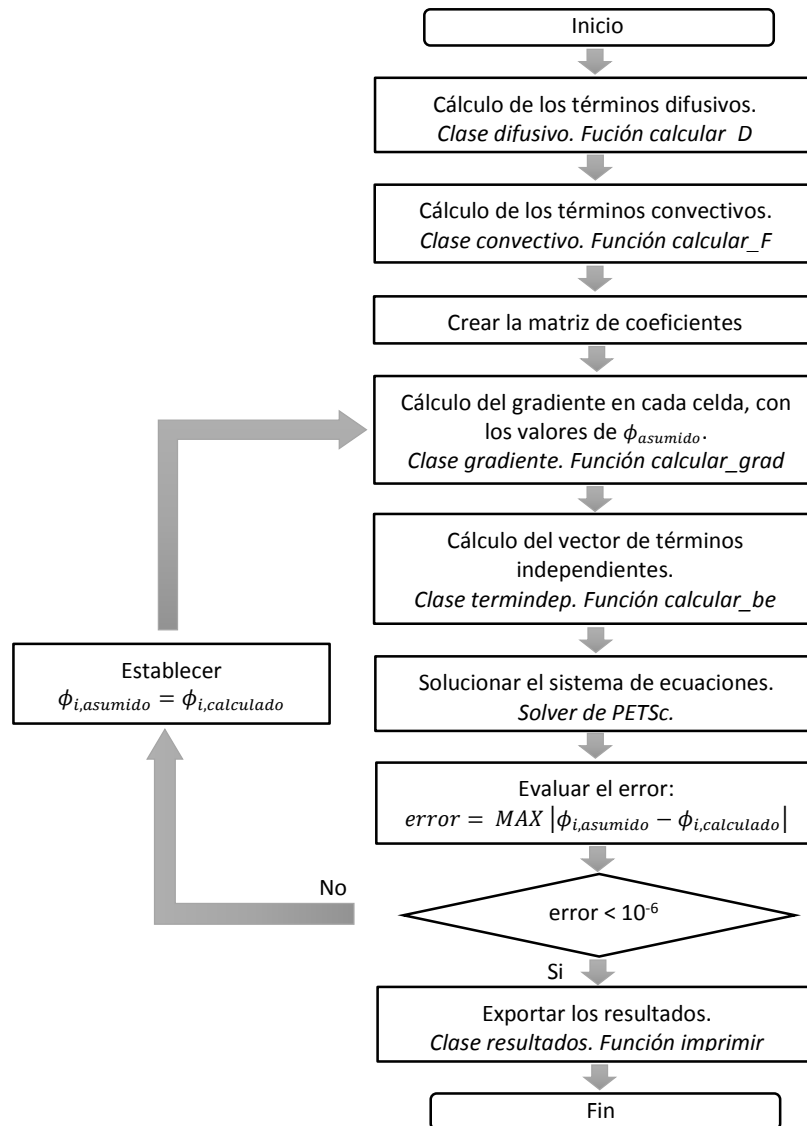 Inicio
Cálculo de los términos difusivos.
Clase difusivo. Fución calcular D
Cálculo de los términos convectivos.
Clase convectivo. Función calcular_F
Crear la matriz de coeficientes
Cálculo del gradiente en cada celda, con
los valores de ϕasumido.
Clase gradiente. Función calcular_grad
Cálculo del vector de términos
independientes.
Clase termindep. Función calcular_be
Establecer
ϕi,asumido = ϕi,calculado
Solucionar el sistema de ecuaciones.
Solver de PETSc.
Evaluar el error:
error = MAX |ϕi,asumido − ϕi,calculado|
No
error < 10⁻⁶
Si
Exportar los resultados.
Clase resultados. Función imprimir
Fin